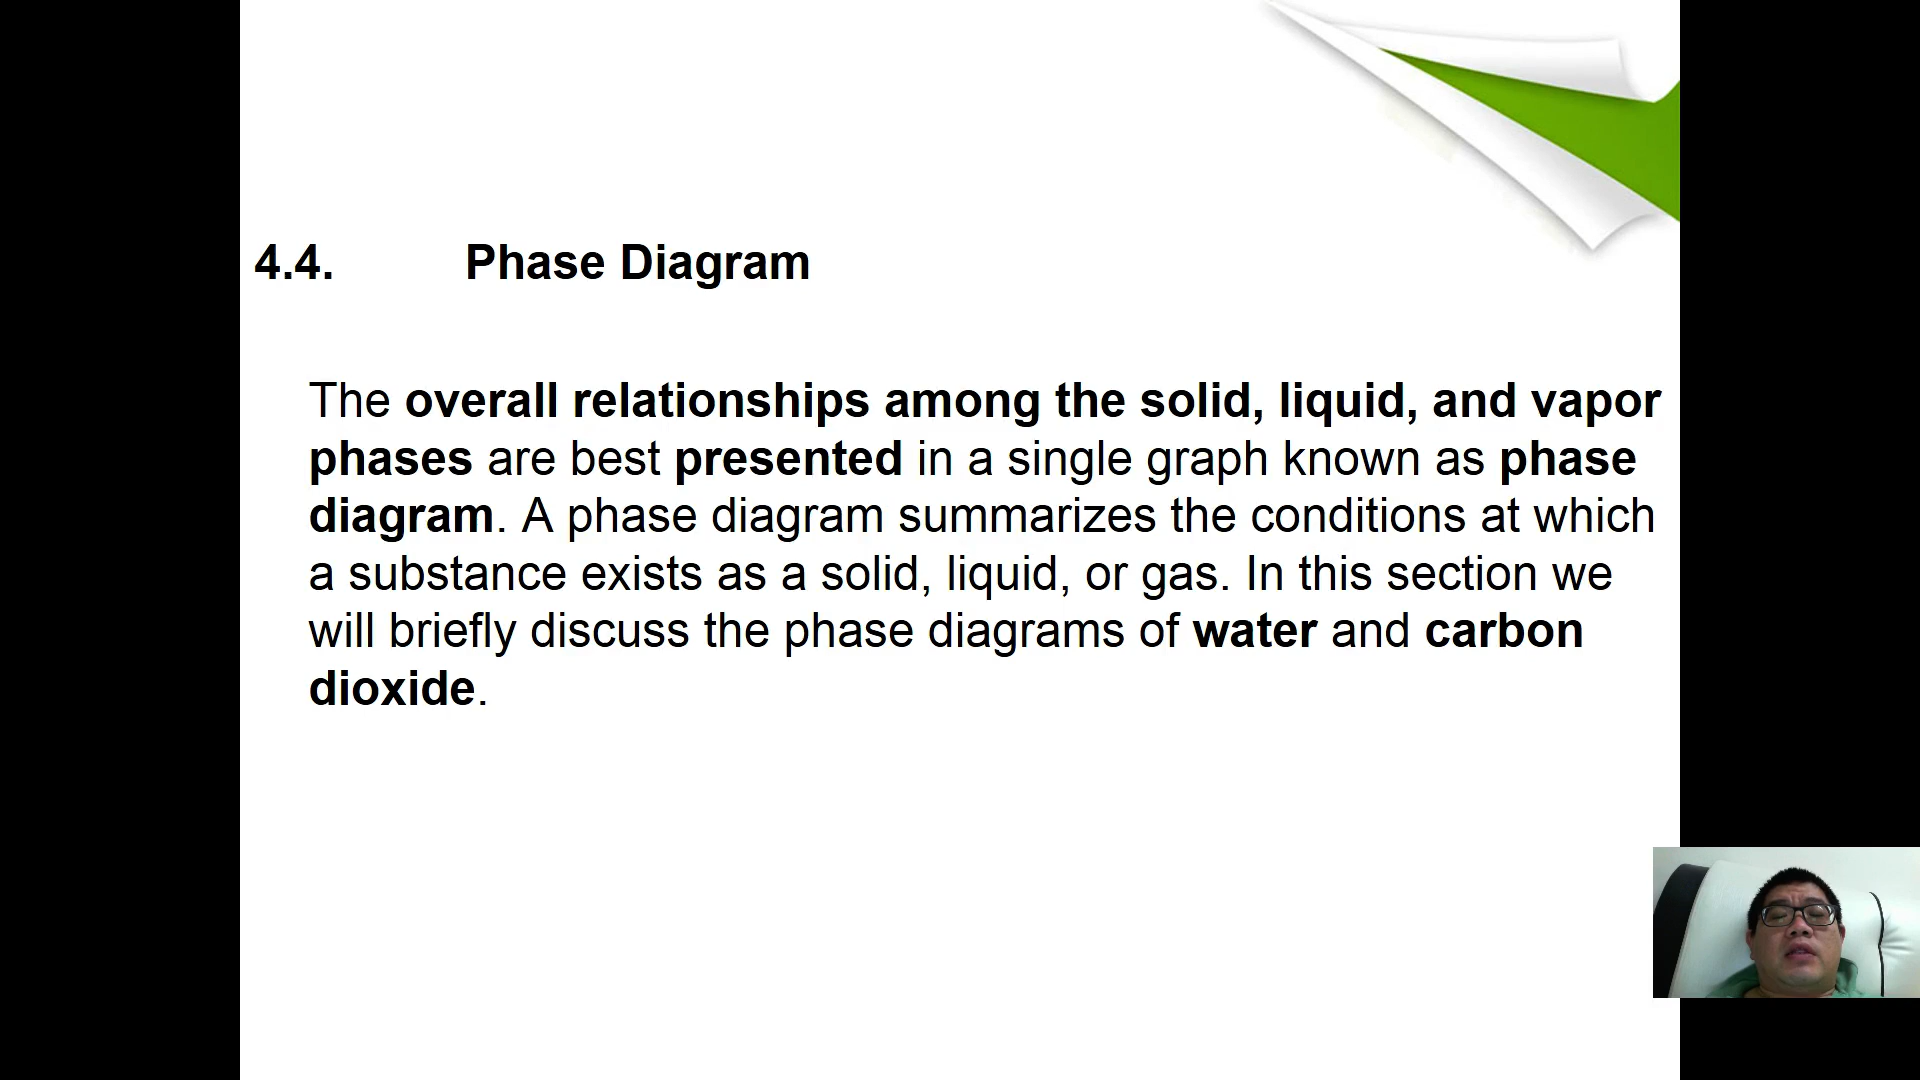 4.4. Phase Diagram
The overall relationships among the solid, liquid, and vapor
phases are best presented in a single graph known as phase
diagram. A phase diagram summarizes the conditions at which
a substance exists as a solid, liquid, or gas. In this section we
will briefly discuss the phase diagrams of water and carbon
dioxide.